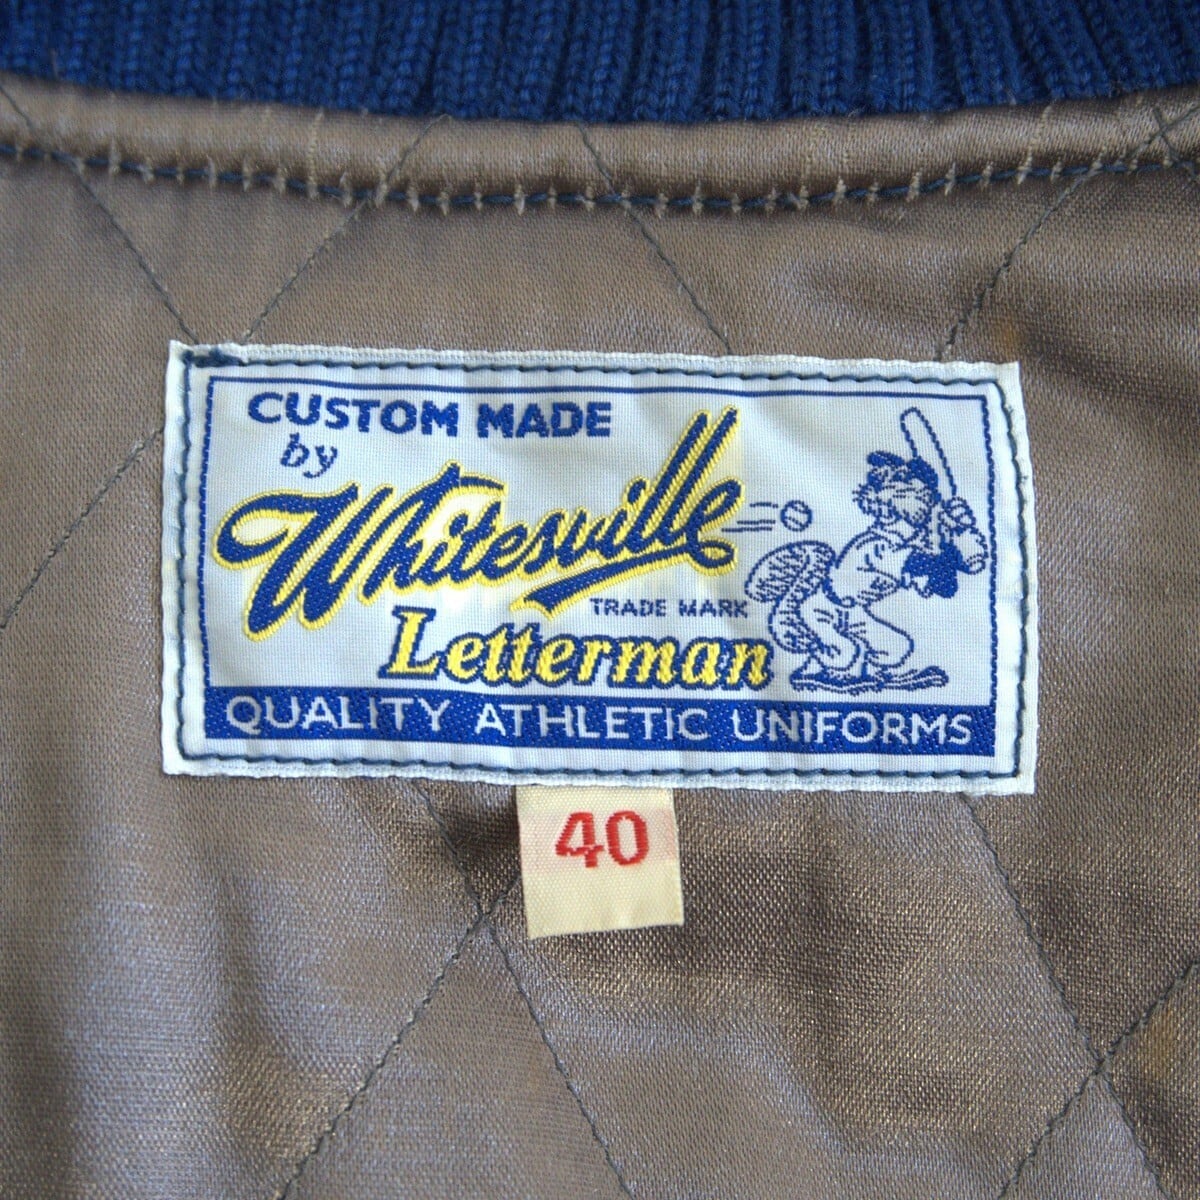 CUSTOM MADE
by
Whitesville
TRADE MARK
Letterman
QUALITY ATHLETIC UNIFORMS
40